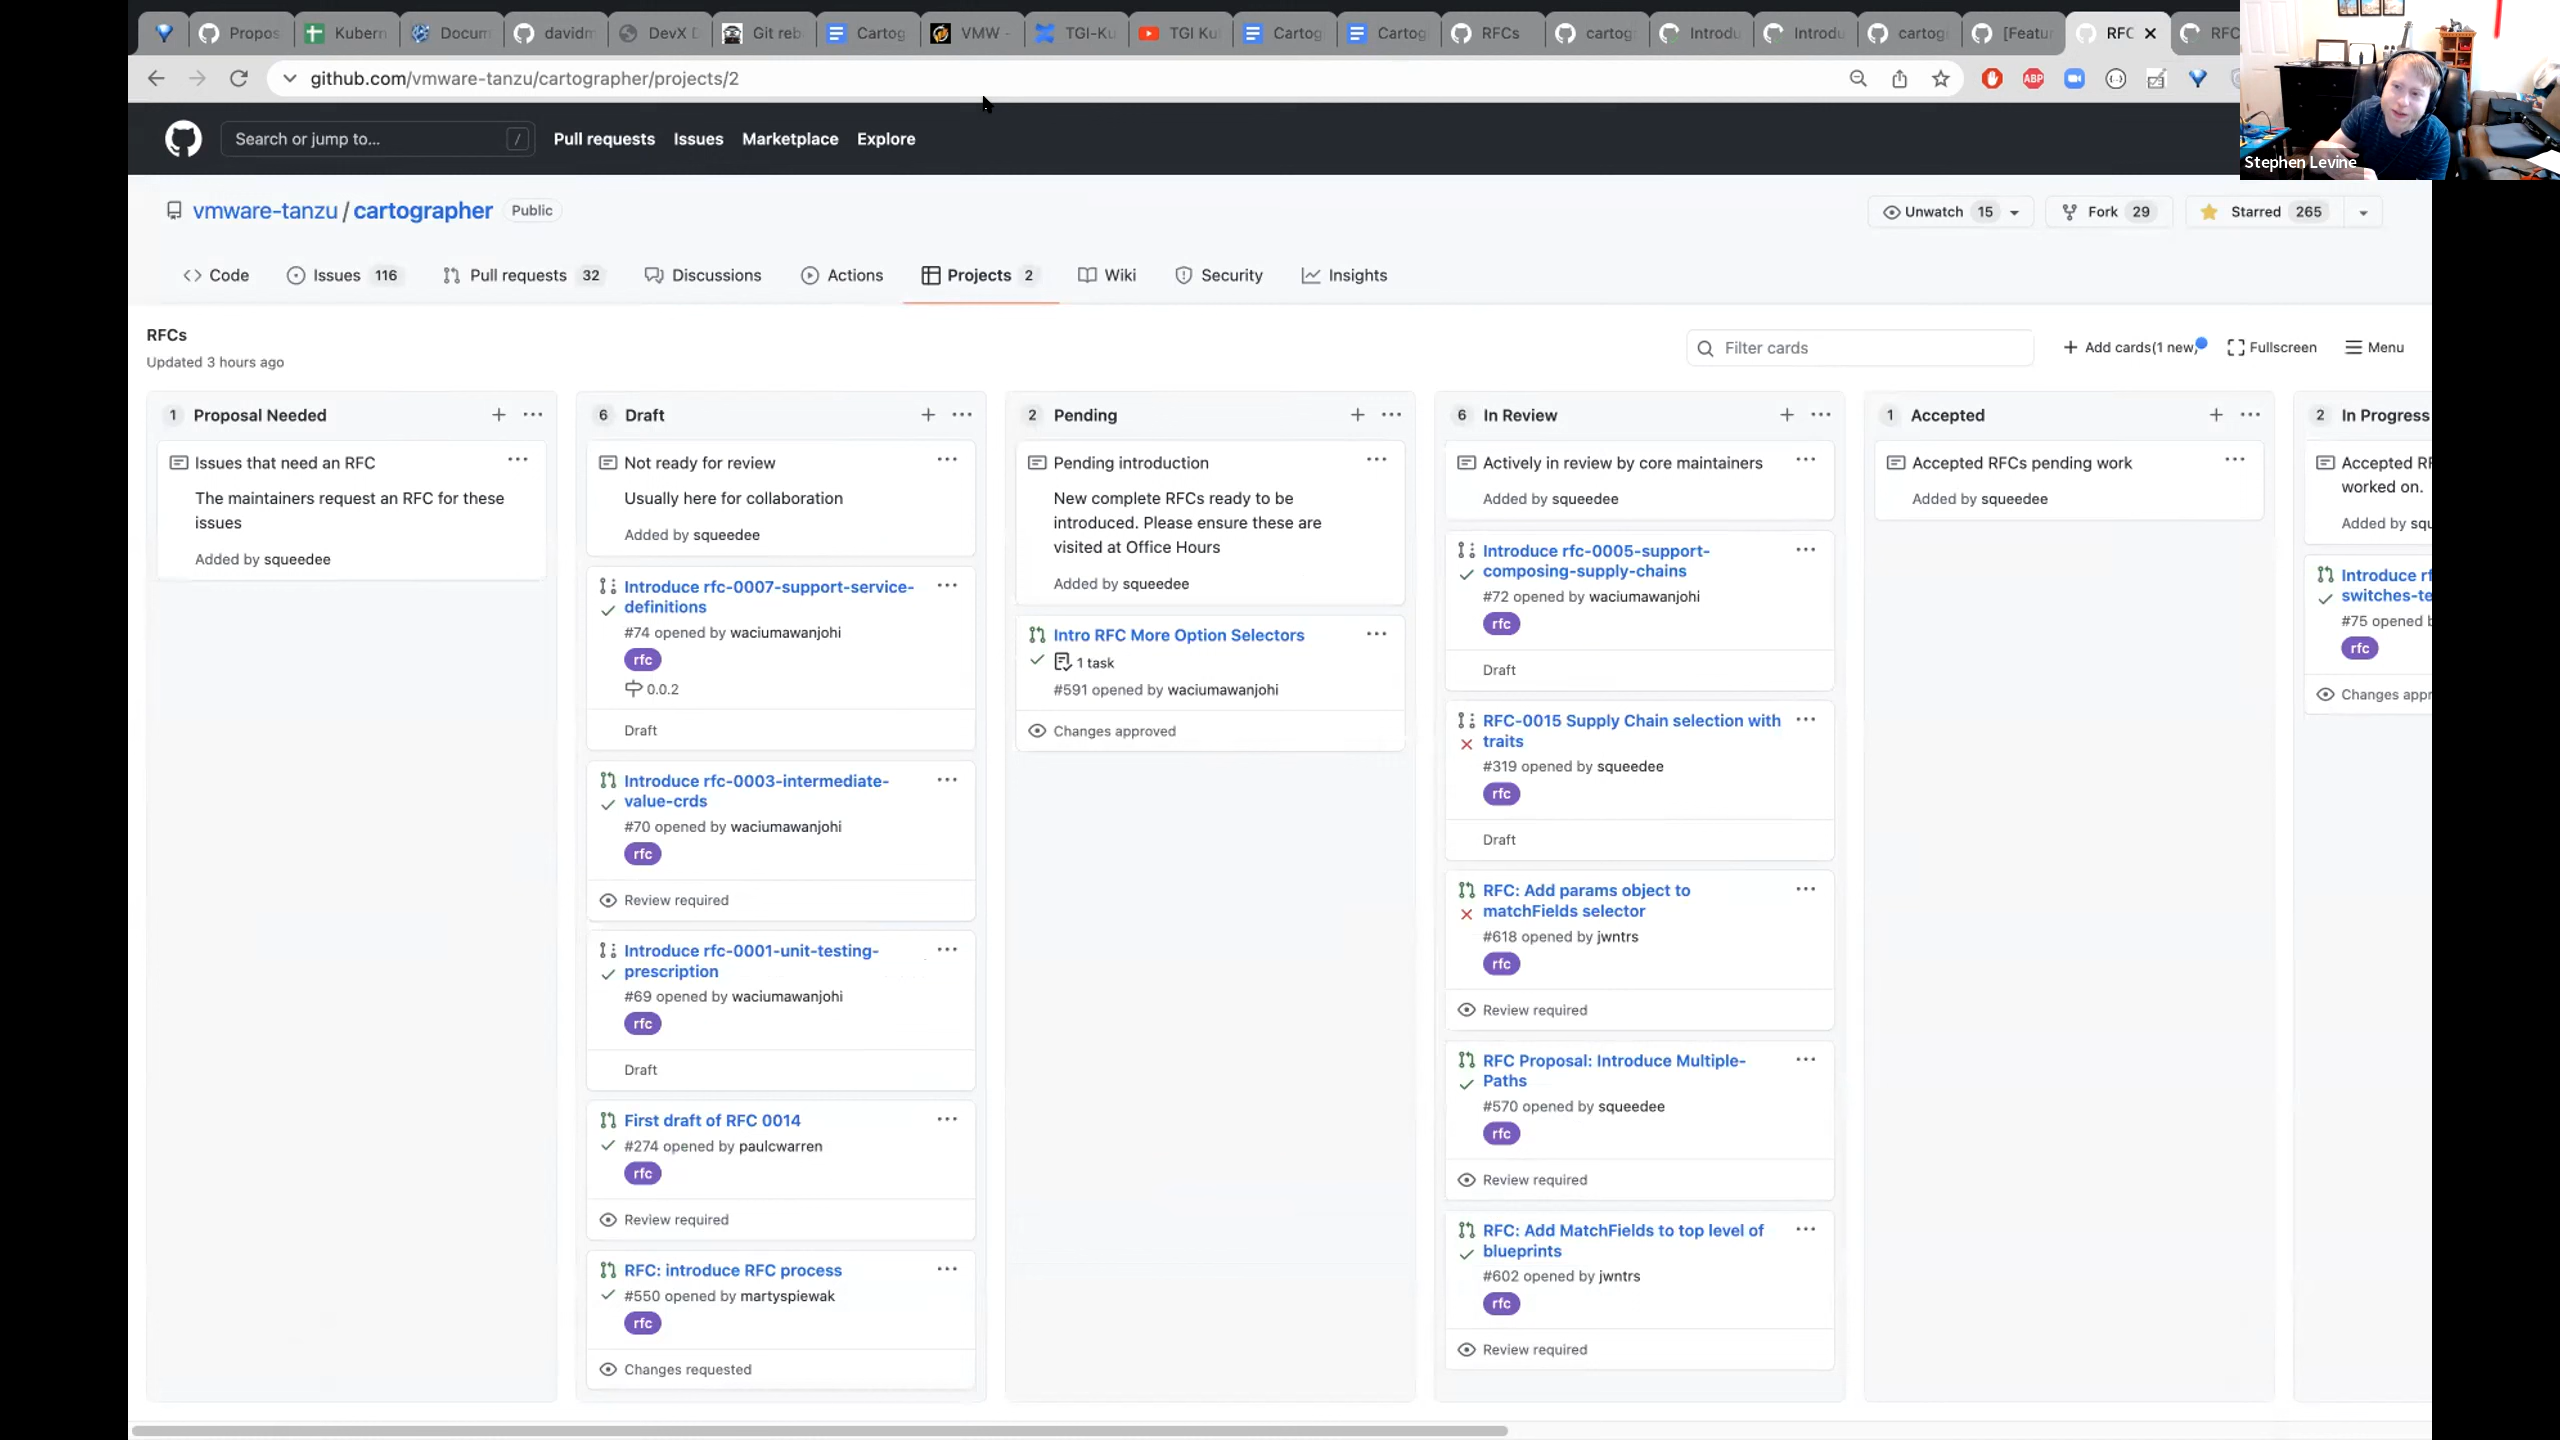 Propos
Kubern
Docum
davidm
DevX D
Git reb
Cartog
VMW -
TGI-Ku
TGI Ku
Cartog
Cartog
RFCs
cartog
Introdu
Introdu
cartog
[Featur
RFC
RFC
github.com/vmware-tanzu/cartographer/projects/2
ABP
Stephen Levine
Search or jump to...
/
Pull requests
Issues
Marketplace
Explore
vmware-tanzu / cartographer Public
Unwatch 15
Fork 29
Starred 265
Code
Issues 116
Pull requests 32
Discussions
Actions
Projects 2
Wiki
Security
Insights
RFCs
Updated 3 hours ago
Filter cards
+ Add cards(1 new)
Fullscreen
Menu
1 Proposal Needed
Issues that need an RFC
The maintainers request an RFC for these
issues
Added by squeedee
6 Draft
Not ready for review
Usually here for collaboration
Added by squeedee
Introduce rfc-0007-support-service-
definitions
#74 opened by waciumawanjohi
rfc
0.0.2
Draft
Introduce rfc-0003-intermediate-
value-crds
#70 opened by waciumawanjohi
rfc
Review required
Introduce rfc-0001-unit-testing-
prescription
#69 opened by waciumawanjohi
rfc
Draft
First draft of RFC 0014
#274 opened by paulcwarren
rfc
Review required
RFC: introduce RFC process
#550 opened by martyspiewak
rfc
Changes requested
2 Pending
Pending introduction
New complete RFCs ready to be
introduced. Please ensure these are
visited at Office Hours
Added by squeedee
Intro RFC More Option Selectors
1 task
#591 opened by waciumawanjohi
Changes approved
6 In Review
Actively in review by core maintainers
Added by squeedee
Introduce rfc-0005-support-
composing-supply-chains
#72 opened by waciumawanjohi
rfc
Draft
RFC-0015 Supply Chain selection with
traits
#319 opened by squeedee
rfc
Draft
RFC: Add params object to
matchFields selector
#618 opened by jwntrs
rfc
Review required
RFC Proposal: Introduce Multiple-
Paths
#570 opened by squeedee
rfc
Review required
RFC: Add MatchFields to top level of
blueprints
#602 opened by jwntrs
rfc
Review required
1 Accepted
Accepted RFCs pending work
Added by squeedee
2 In Progress
Accepted RF
worked on.
Added by squ
Introduce rf
switches-te
#75 opened b
rfc
Changes appr